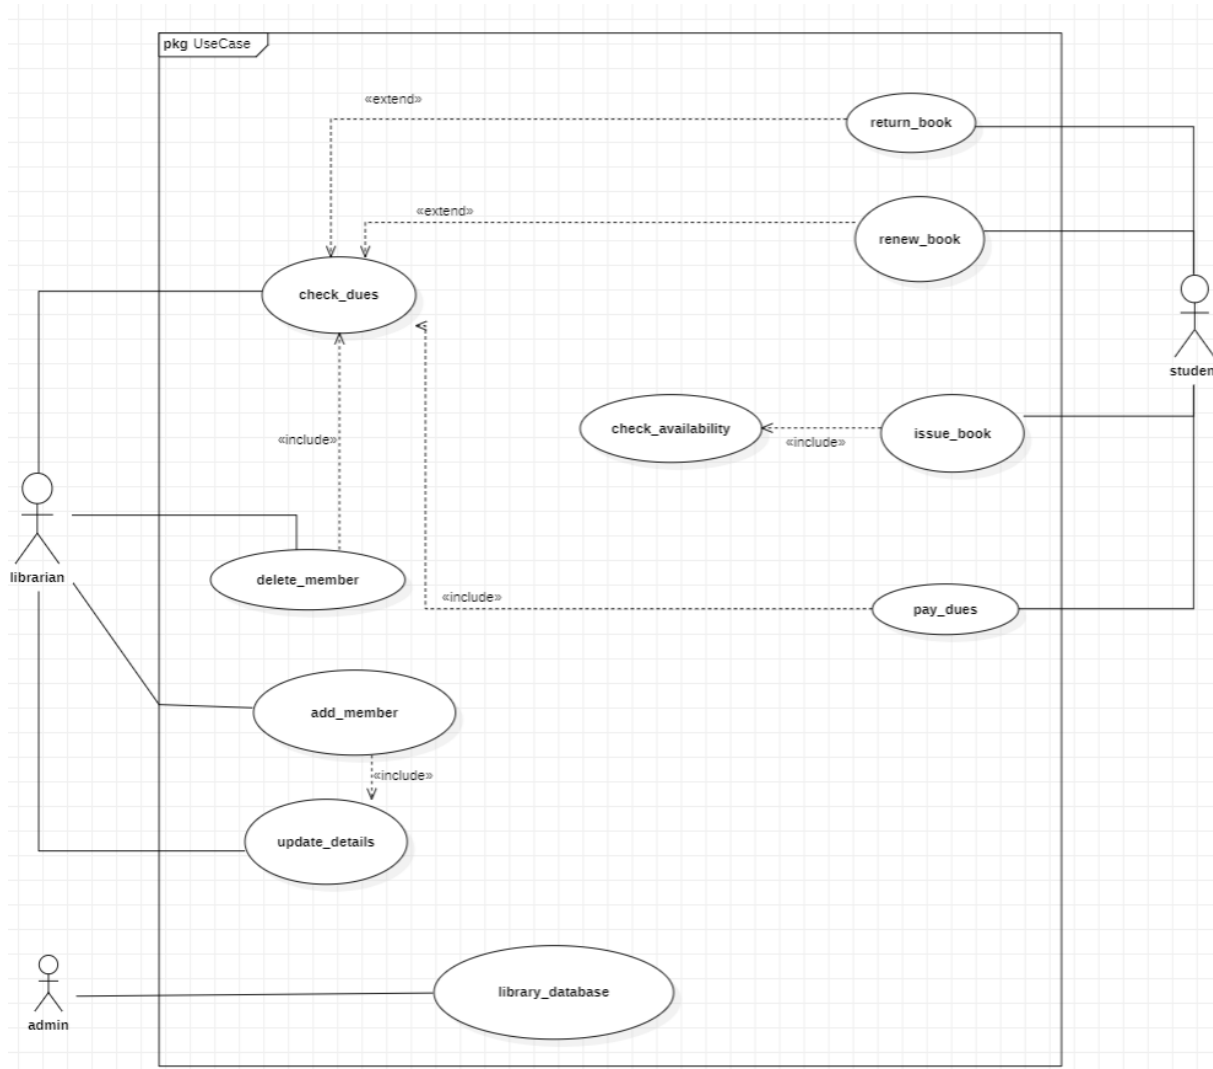 pkg UseCase
«extend»
return_book
«extend»
renew_book
check_dues
studen
«include»
check_availability
«include»
issue_book
librarian
delete_member
«include»
pay_dues
add_member
«include»
update_details
library_database
admin